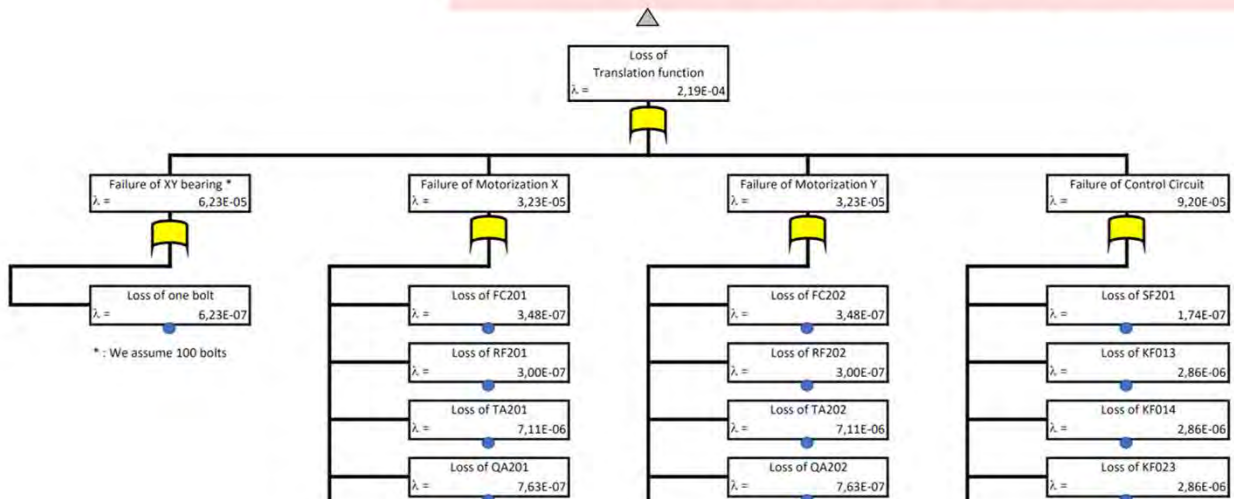 Loss of
Translation function
λ = 2,19E-04
Failure of XY bearing *
λ = 6,23E-05
Failure of Motorization X
λ = 3,23E-05
Failure of Motorization Y
λ = 3,23E-05
Failure of Control Circuit
λ = 9,20E-05
Loss of one bolt
λ = 6,23E-07
* : We assume 100 bolts
Loss of FC201
λ = 3,48E-07
Loss of RF201
λ = 3,00E-07
Loss of TA201
λ = 7,11E-06
Loss of QA201
λ = 7,63E-07
Loss of FC202
λ = 3,48E-07
Loss of RF202
λ = 3,00E-07
Loss of TA202
λ = 7,11E-06
Loss of QA202
λ = 7,63E-07
Loss of SF201
λ = 1,74E-07
Loss of KF013
λ = 2,86E-06
Loss of KF014
λ = 2,86E-06
Loss of KF023
λ = 2,86E-06